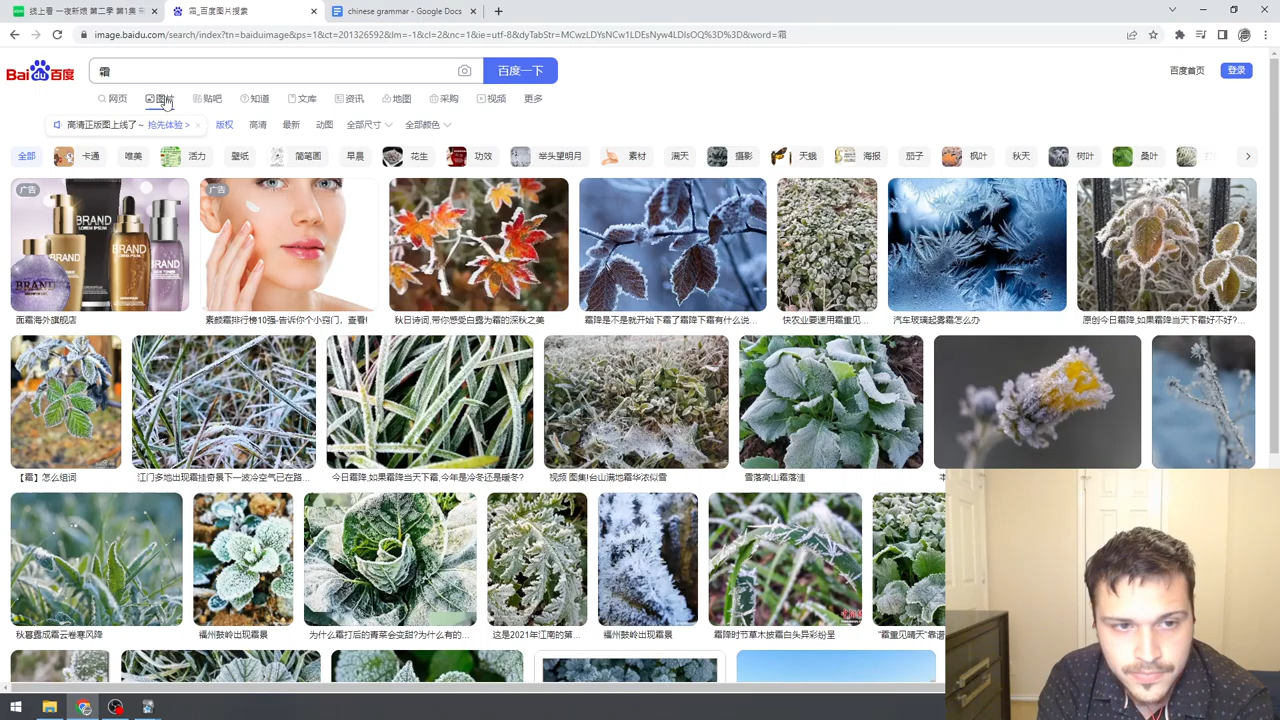 线上看 一夜新娘 第二季 第1集
霜_百度图片搜索
chinese grammar - Google Docs
image.baidu.com/search/index?tn=baiduimage&ps=1&ct=201326592&lm=-1&cl=2&nc=1&ie=utf-8&dyTabStr=MCwzLDYsNCw1LDEsNyw4LDIsOQ%3D%3D&word=霜
Bai du 百度
霜
百度一下
百度首页
登录
网页
图片
贴吧
知道
文库
资讯
地图
采购
视频
更多
高清正版图上线了~ 抢先体验 >
版权
高清
最新
动图
全部尺寸
全部颜色
全部
卡通
唯美
活力
壁纸
简笔画
早晨
花生
功效
举头望明月
素材
满天
摄影
天蛾
海报
茄子
枫叶
秋天
树叶
桑叶
广告
BRAND
BRAND
BRAND
BRAND
广告
面霜海外旗舰店
素颜霜排行榜10强-告诉你个小窍门，查看!
秋日诗词,带你感受白露为霜的深秋之美
霜降是不是就开始下霜了霜降下霜有什么说...
快农业要速用霜重见...
汽车玻璃起雾霜怎么办
原创今日霜降,如果霜降当天下霜好不好?...
【霜】怎么组词
江门多地出现霜挂奇景下一波冷空气已在路...
今日霜降,如果霜降当天下霜,今年是冷冬还是暖冬?
视频 图集!台山满地霜华浓似雪
雪落高山霜落洼
秋暮露成霜云卷寒风降
福州鼓岭出现霜景
为什么霜打后的青菜会变甜?为什么有的...
这是2021年江南的第...
福州鼓岭出现霜景
霜降时节草木披霜白头异彩纷呈
"霜重见晴天"靠谱